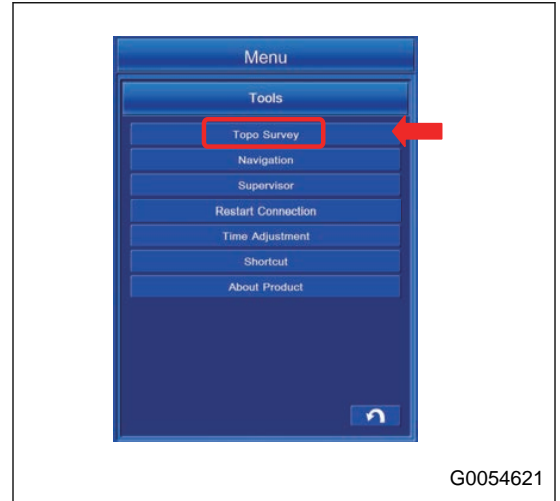 Menu
Tools
Topo Survey
Navigation
Supervisor
Restart Connection
Time Adjustment
Shortcut
About Product
G0054621